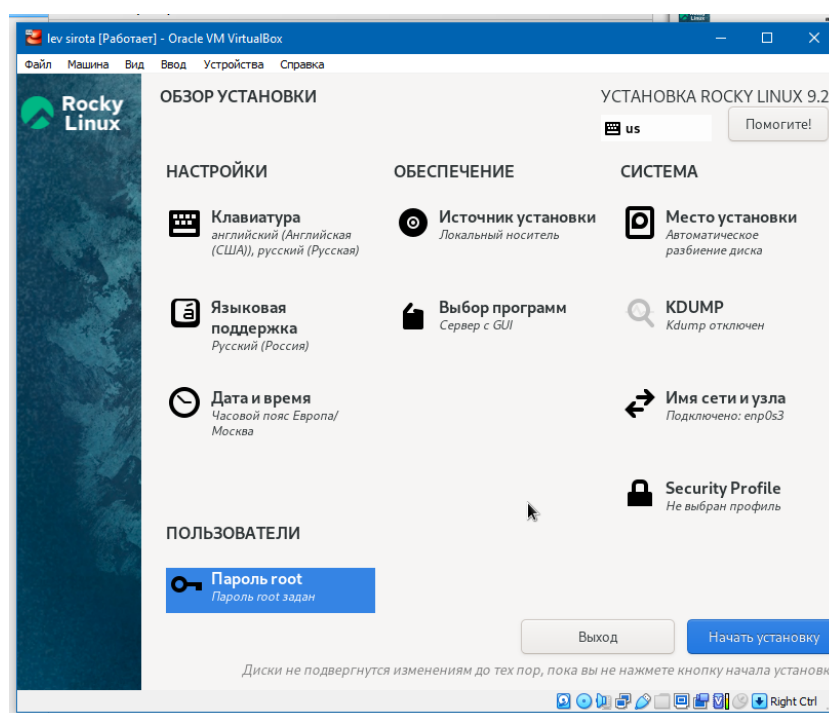 lev sirota [Работает] - Oracle VM VirtualBox
Файл Машина Вид Ввод Устройства Справка
Rocky
Linux
ОБЗОР УСТАНОВКИ
УСТАНОВКА ROCKY LINUX 9.2
us
Помогите!
НАСТРОЙКИ
Клавиатура
английский (Английская
(США)), русский (Русская)
Языковая
поддержка
Русский (Россия)
Дата и время
Часовой пояс Европа/
Москва
ОБЕСПЕЧЕНИЕ
Источник установки
Локальный носитель
Выбор программ
Сервер с GUI
СИСТЕМА
Место установки
Автоматическое
разбиение диска
KDUMP
Kdump отключен
Имя сети и узла
Подключено: enp0s3
Security Profile
Не выбран профиль
ПОЛЬЗОВАТЕЛИ
Пароль root
Пароль root задан
Выход
Начать установку
Диски не подвергнутся изменениям до тех пор, пока вы не нажмете кнопку начала установк
Right Ctrl